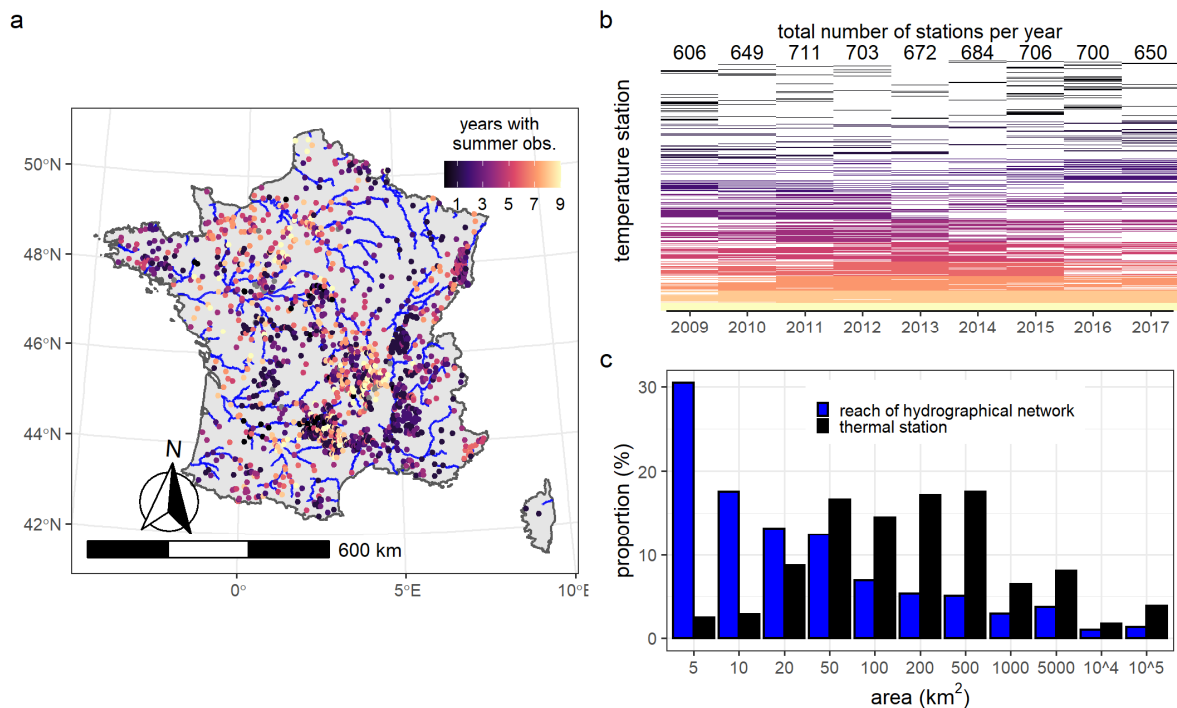 a
years with
summer obs.
1 3 5 7 9
50°N
48°N
46°N
44°N
42°N
N
600 km
0° 5°E 10°E
b
total number of stations per year
606 649 711 703 672 684 706 700 650
temperature station
2009 2010 2011 2012 2013 2014 2015 2016 2017
c
reach of hydrographical network
thermal station
proportion (%)
30
20
10
0
5 10 20 50 100 200 500 1000 5000 10^4 10^5
area (km²)